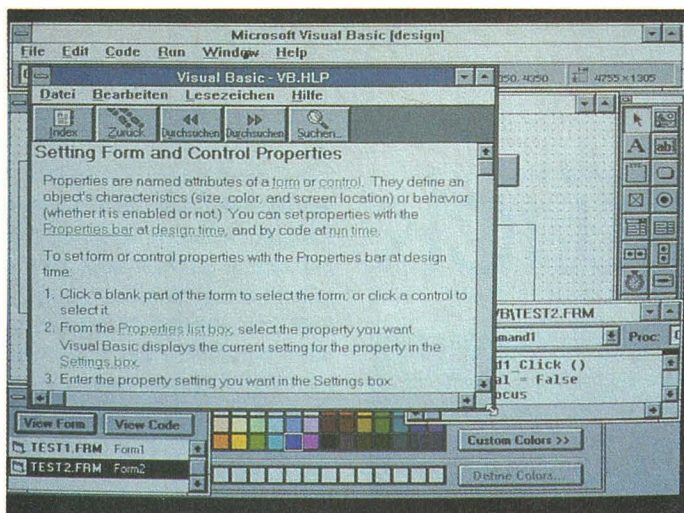 Microsoft Visual Basic [design]
File Edit Code Run Window Help
350, 4350 4755×1305
Visual Basic - VB.HLP
Datei Bearbeiten Lesezeichen Hilfe
Index Zurück Durchsuchen Durchsuchen Suchen...
Setting Form and Control Properties
Properties are named attributes of a form or control. They define an
object's characteristics (size, color, and screen location) or behavior
(whether it is enabled or not.) You can set properties with the
Properties bar at design time, and by code at run time.
To set form or control properties with the Properties bar at design
time:
1. Click a blank part of the form to select the form, or click a control to
select it.
2. From the Properties list box, select the property you want.
Visual Basic displays the current setting for the property in the
Settings box.
3. Enter the property setting you want in the Settings box.
A ab
VB\TEST2.FRM
mand1 Proc:
d1_Click ()
al = False
ocus
View Form View Code
TEST1.FRM Form1
TEST2.FRM Form2
Custom Colors >>
Define Colors...